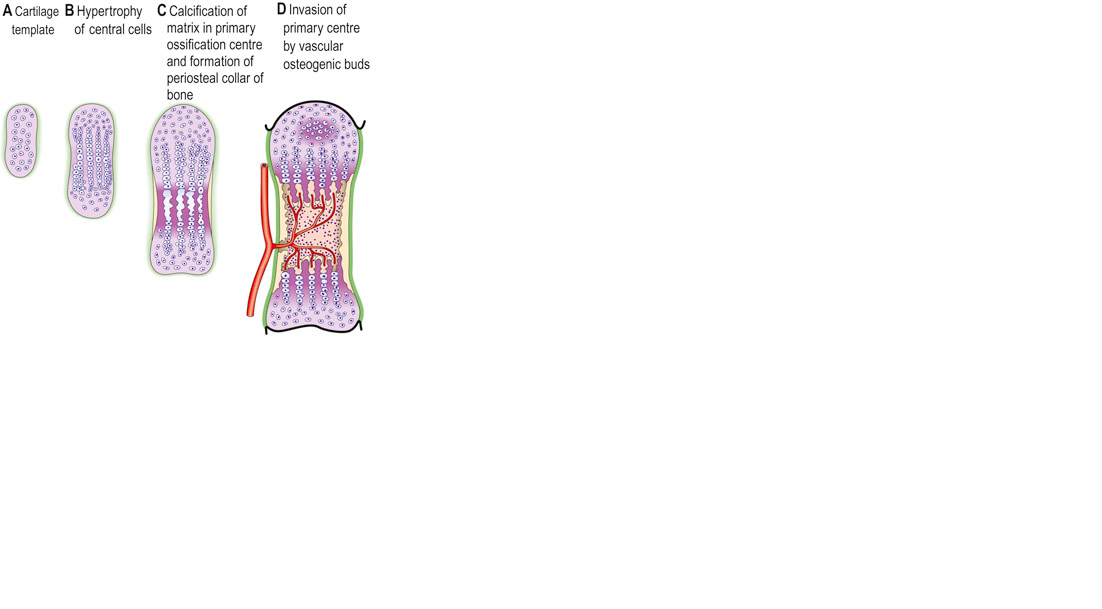 A Cartilage
template
B Hypertrophy
of central cells
C Calcification of
matrix in primary
ossification centre
and formation of
periosteal collar of
bone
D Invasion of
primary centre
by vascular
osteogenic buds